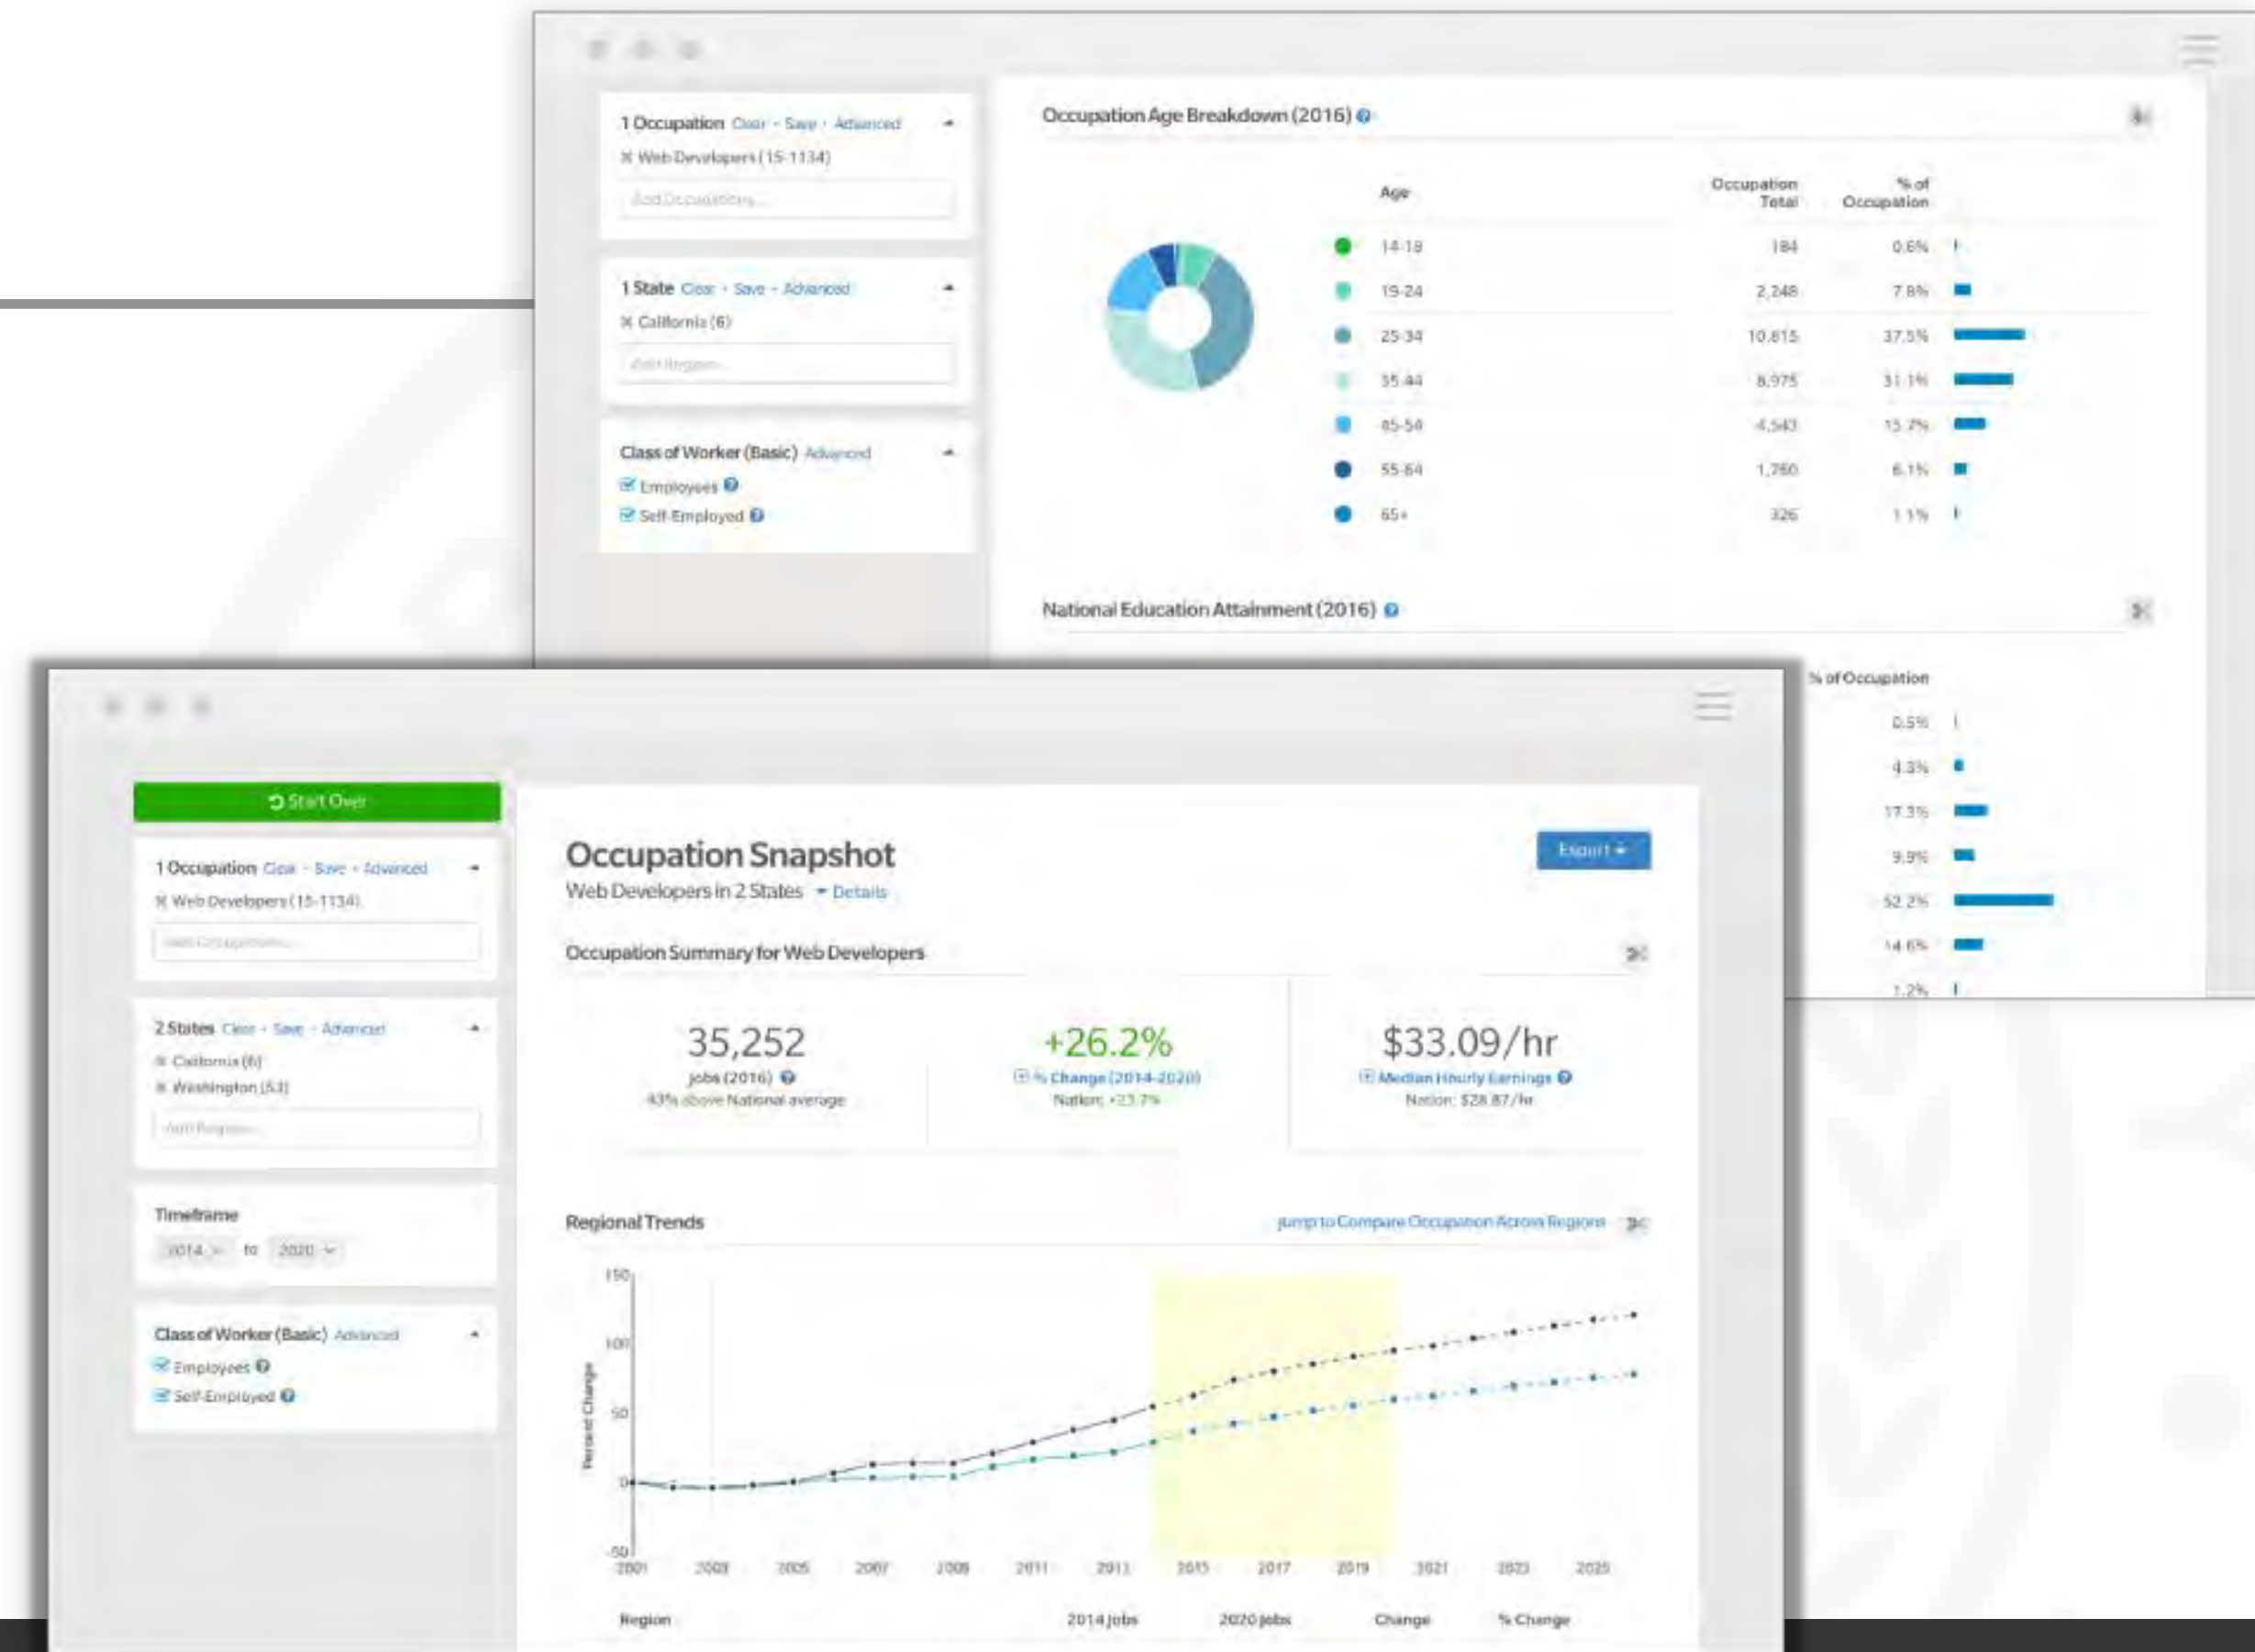 1 Occupation Clear - Save - Advanced
Web Developers (15-1134)
Add Occupations...
1 State Clear - Save - Advanced
California (6)
Add Region...
Class of Worker (Basic) Advanced
Employees
Self-Employed
Occupation Age Breakdown (2016)
Age Occupation Total % of Occupation
14-18 184 0.6%
19-24 2,248 7.8%
25-34 10,815 37.5%
35-44 8,975 31.1%
45-54 4,543 15.7%
55-64 1,760 6.1%
65+ 326 1.1%
National Education Attainment (2016)
% of Occupation
0.5%
4.3%
17.3%
9.9%
52.2%
14.6%
1.2%
Start Over
1 Occupation Clear - Save - Advanced
Web Developers (15-1134)
Add Occupations...
2 States Clear - Save - Advanced
California (6)
Washington (53)
Add Region...
Timeframe
2014 to 2020
Class of Worker (Basic) Advanced
Employees
Self-Employed
Occupation Snapshot
Export
Web Developers in 2 States Details
Occupation Summary for Web Developers
35,252
Jobs (2016)
43% above National average
+26.2%
% Change (2014-2020)
Nation: +23.7%
$33.09/hr
Median Hourly Earnings
Nation: $28.87/hr
Regional Trends
Jump to Compare Occupation Across Regions
Percent Change
150
100
50
0
-50
2001 2003 2005 2007 2009 2011 2013 2015 2017 2019 2021 2023 2025
Region 2014 Jobs 2020 Jobs Change % Change